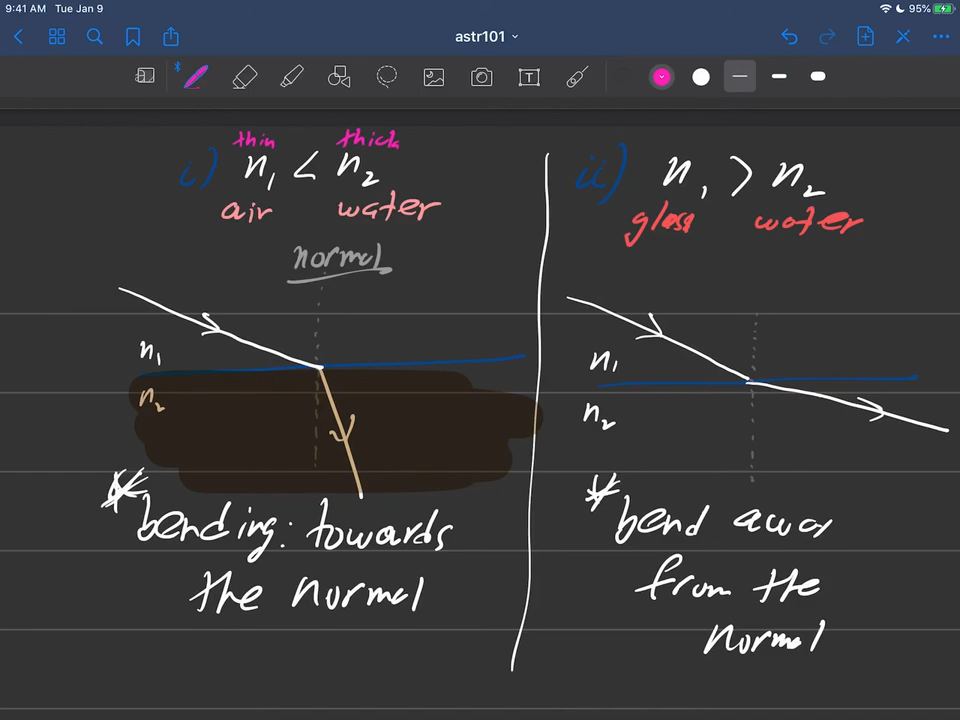 9:41 AM Tue Jan 9
95%
astr101
T
thin thick
i) n₁ < n₂
air water
normal
n₁
n₂
bending: towards
the normal
ii) n₁ > n₂
glass water
n₁
n₂
bend away
from the
normal